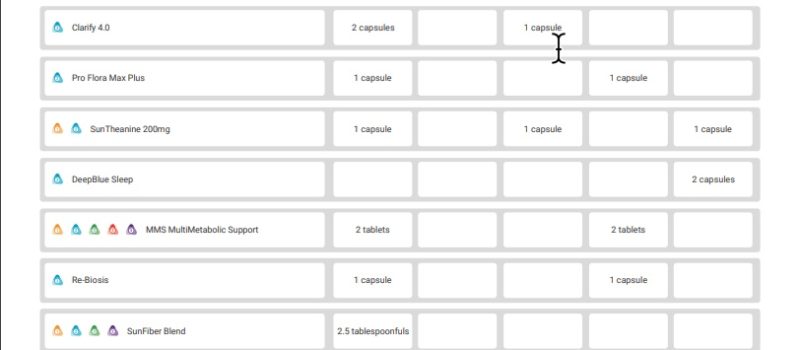 Clarify 4.0 2 capsules 1 capsule
Pro Flora Max Plus 1 capsule 1 capsule
SunTheanine 200mg 1 capsule 1 capsule 1 capsule
DeepBlue Sleep 2 capsules
MMS MultiMetabolic Support 2 tablets 2 tablets
Re-Biosis 1 capsule 1 capsule
SunFiber Blend 2.5 tablespoonfuls